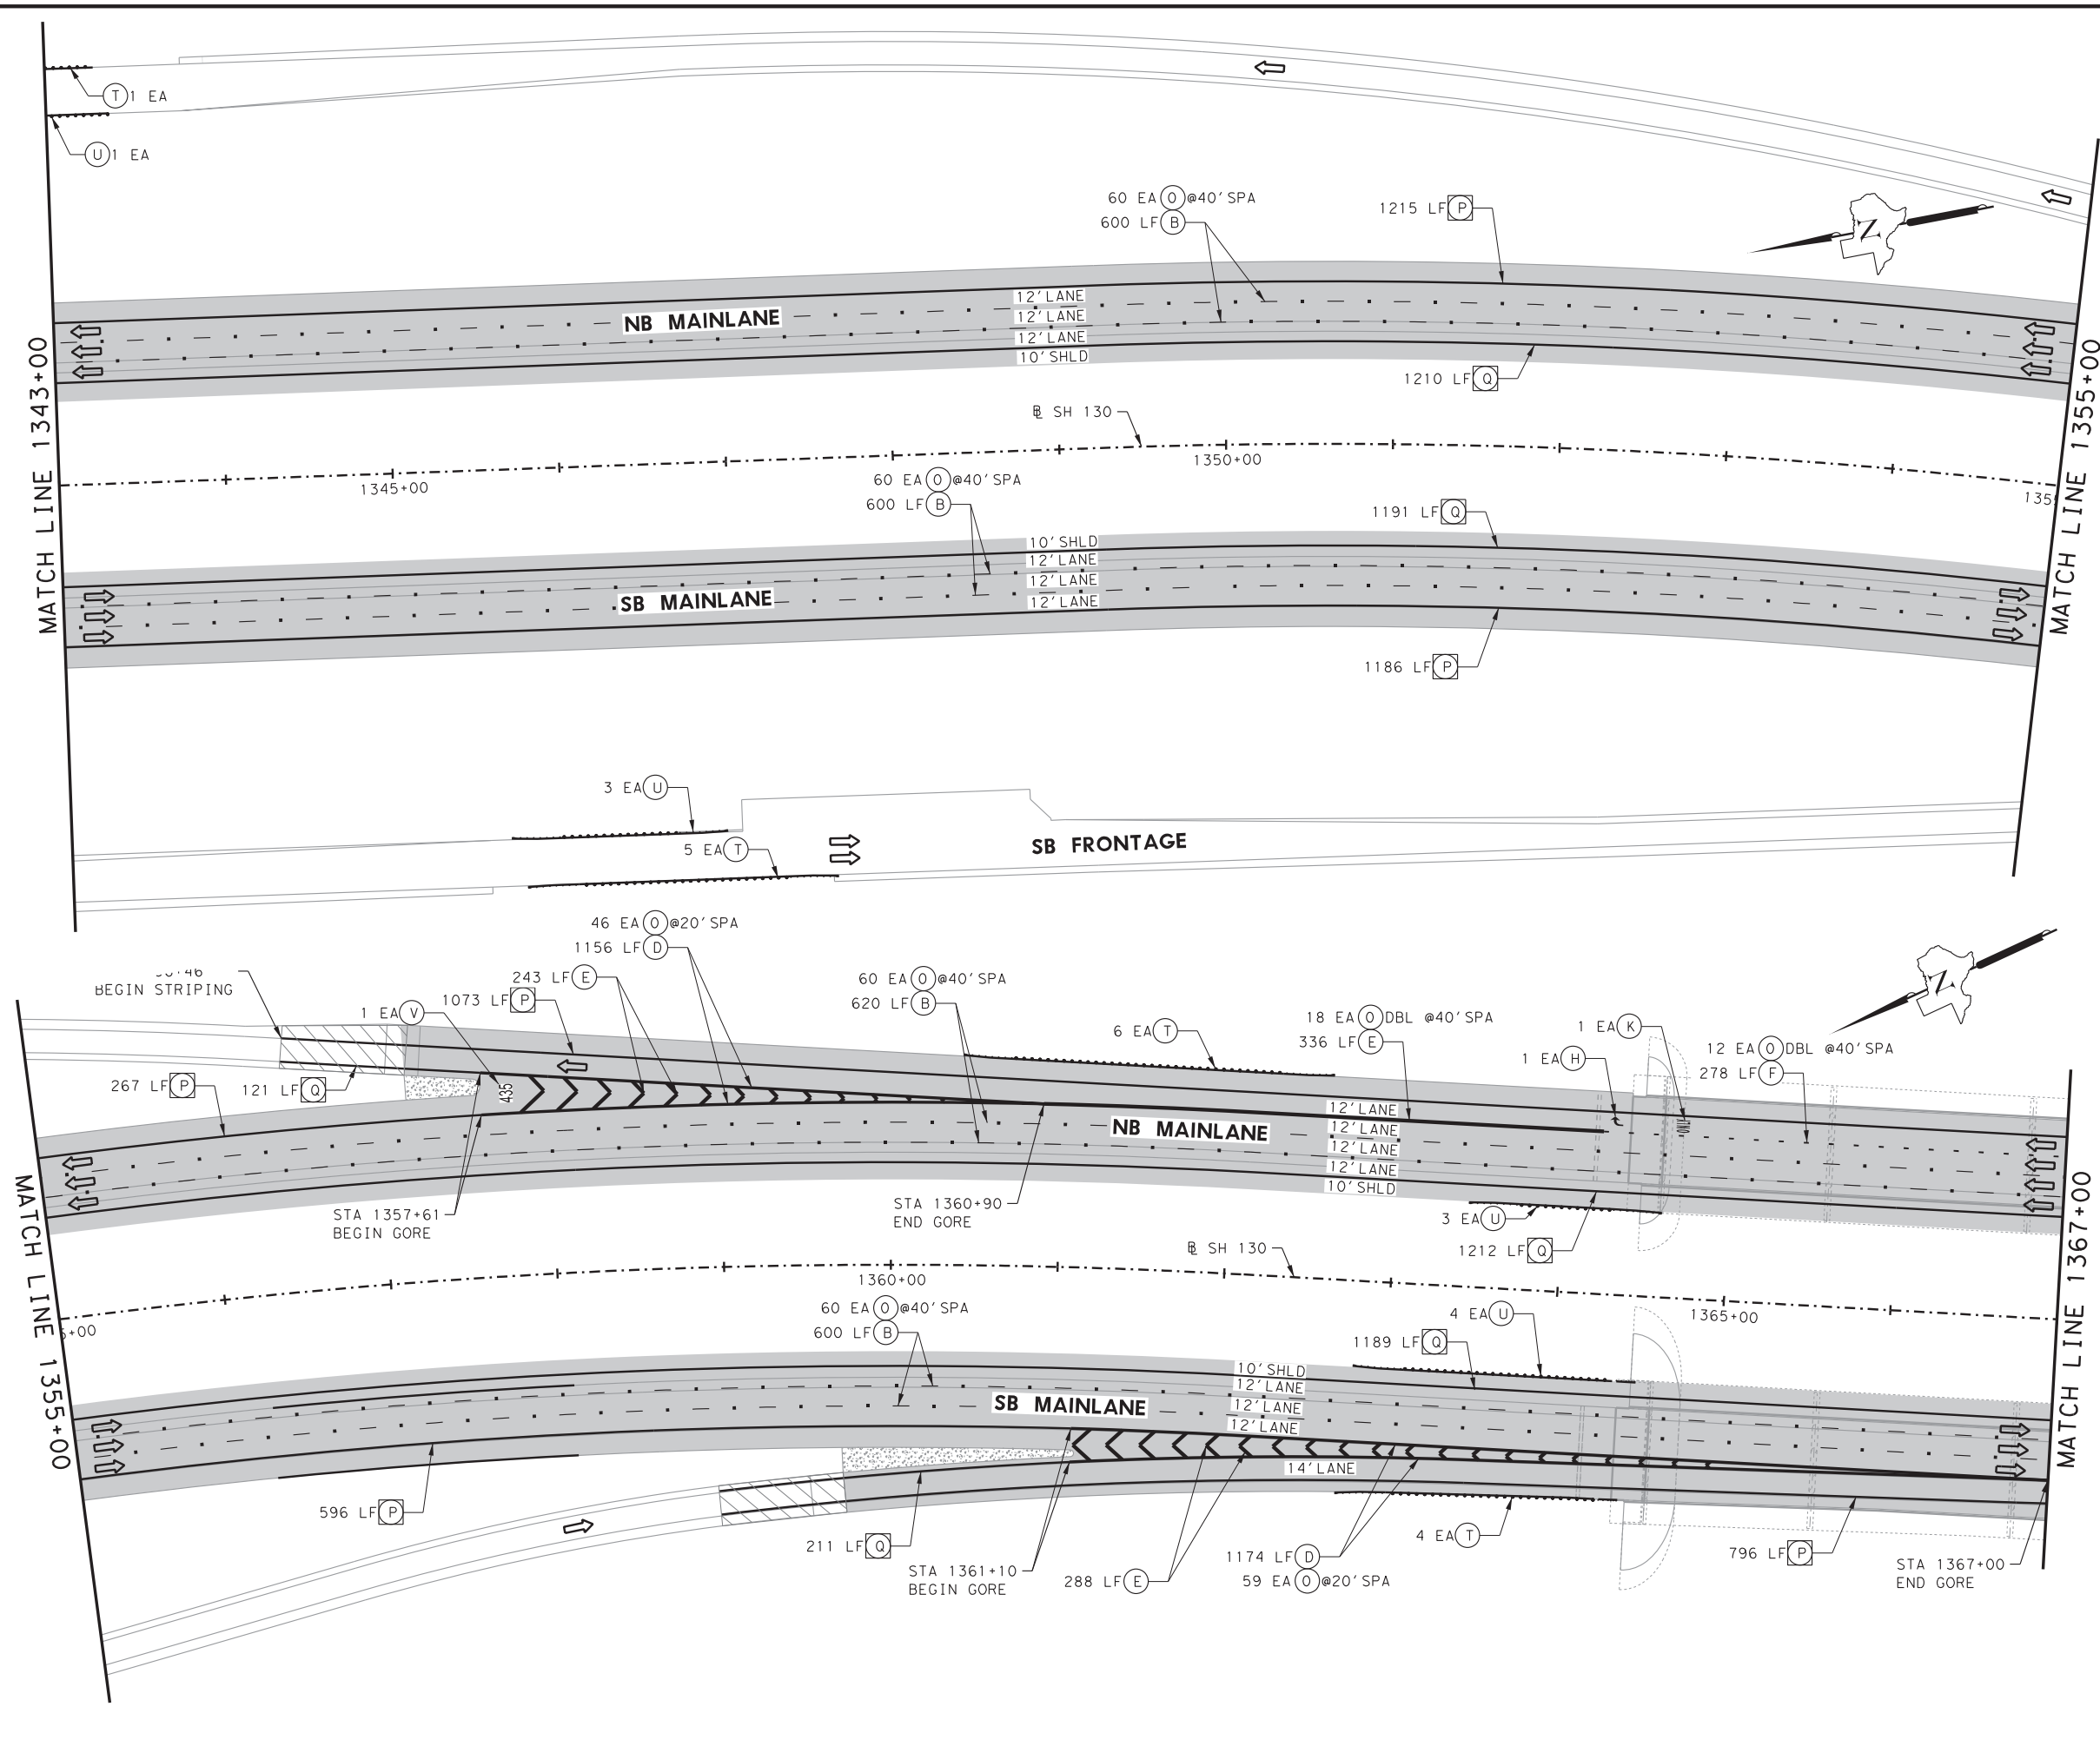 T 1 EA
U 1 EA
60 EA O @40' SPA
600 LF B
1215 LF P
N
12' LANE
NB MAINLANE
12' LANE
12' LANE
10' SHLD
1210 LF Q
MATCH LINE 1343+00
MATCH LINE 1355+00
B SH 130
1345+00
1350+00
60 EA O @40' SPA
600 LF B
1191 LF Q
10' SHLD
12' LANE
12' LANE
SB MAINLANE
12' LANE
1186 LF P
3 EA U
5 EA T
SB FRONTAGE
46 EA O @20' SPA
1156 LF D
BEGIN STRIPING
243 LF E
1 EA V
1073 LF P
60 EA O @40' SPA
620 LF B
6 EA T
18 EA O DBL @40' SPA
336 LF E
1 EA K
1 EA H
12 EA O DBL @40' SPA
278 LF F
N
267 LF P
121 LF Q
435
12' LANE
NB MAINLANE
12' LANE
12' LANE
12' LANE
10' SHLD
STA 1357+61
BEGIN GORE
STA 1360+90
END GORE
3 EA U
1212 LF Q
MATCH LINE 1355+00
MATCH LINE 1367+00
B SH 130
1360+00
1365+00
+00
60 EA O @40' SPA
600 LF B
4 EA U
1189 LF Q
10' SHLD
12' LANE
SB MAINLANE
12' LANE
12' LANE
14' LANE
596 LF P
211 LF Q
STA 1361+10
BEGIN GORE
288 LF E
1174 LF D
59 EA O @20' SPA
4 EA T
796 LF P
STA 1367+00
END GORE